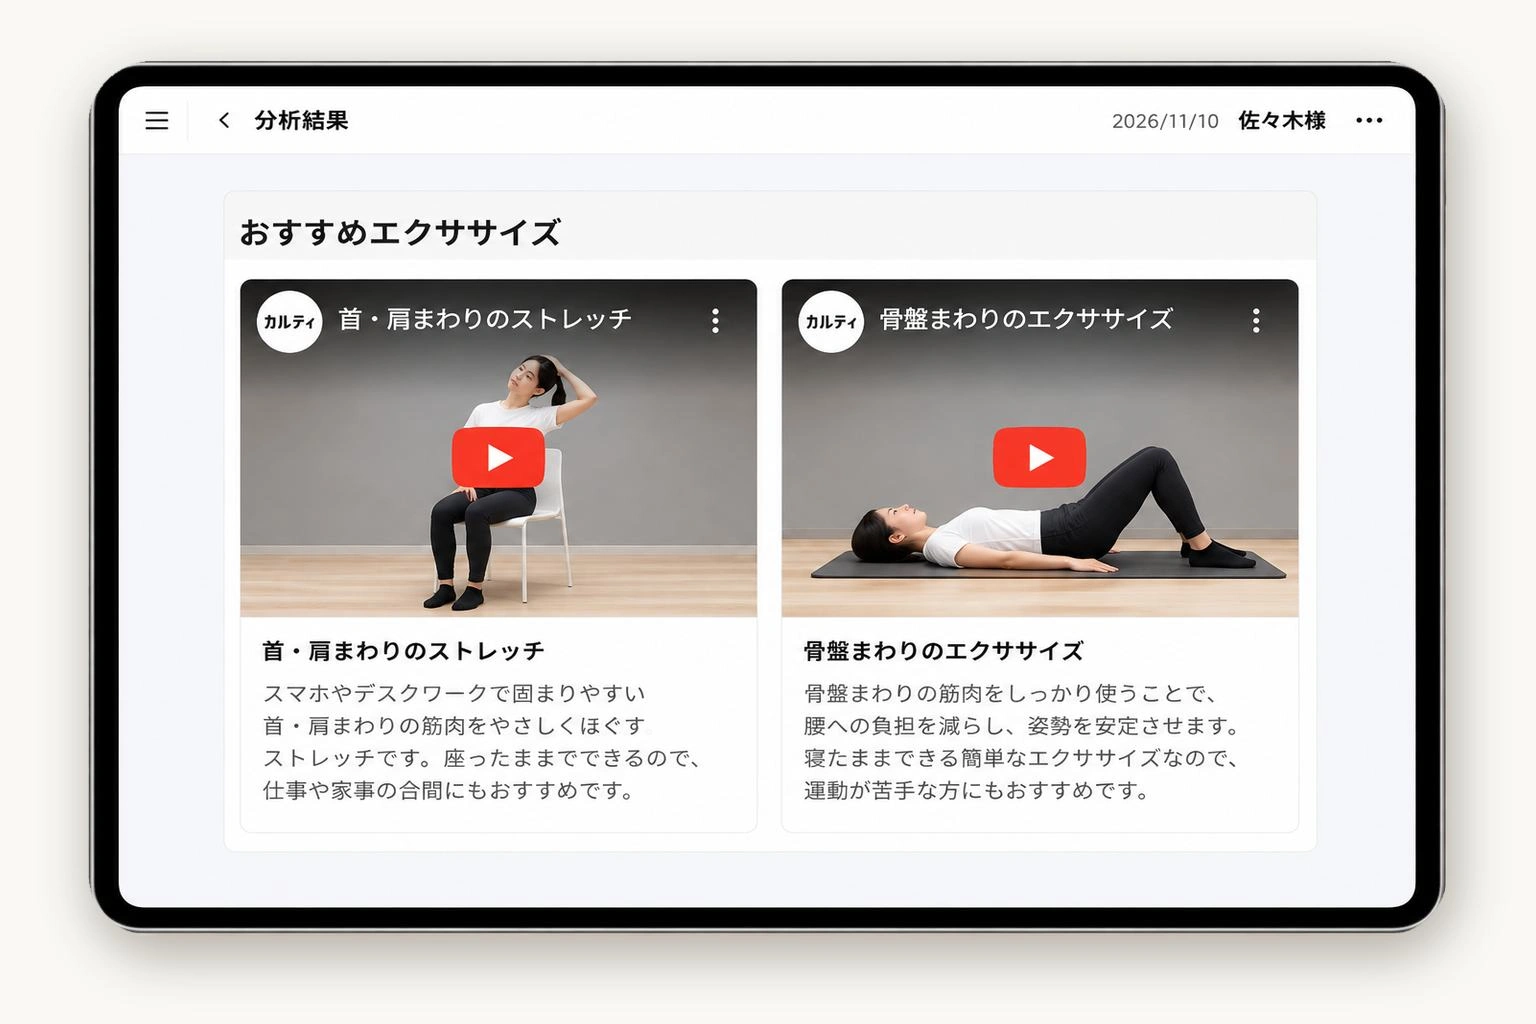 分析結果
2026/11/10 佐々木様
おすすめエクササイズ
カルティ
首・肩まわりのストレッチ
首・肩まわりのストレッチ
スマホやデスクワークで固まりやすい
首・肩まわりの筋肉をやさしくほぐす
ストレッチです。座ったままでできるので、
仕事や家事の合間にもおすすめです。
カルティ
骨盤まわりのエクササイズ
骨盤まわりのエクササイズ
骨盤まわりの筋肉をしっかり使うことで、
腰への負担を減らし、姿勢を安定させます。
寝たままできる簡単なエクササイズなので、
運動が苦手な方にもおすすめです。